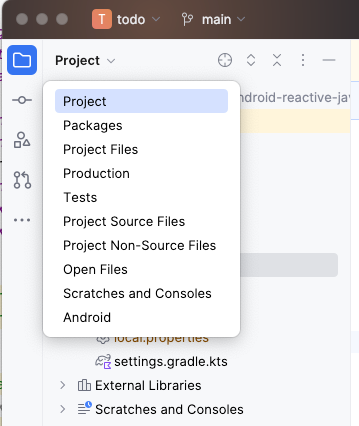 T todo main
Project
ndroid-reactive-jav
Project
Packages
Project Files
Production
Tests
Project Source Files
Project Non-Source Files
Open Files
Scratches and Consoles
Android
local.properties
settings.gradle.kts
External Libraries
Scratches and Consoles